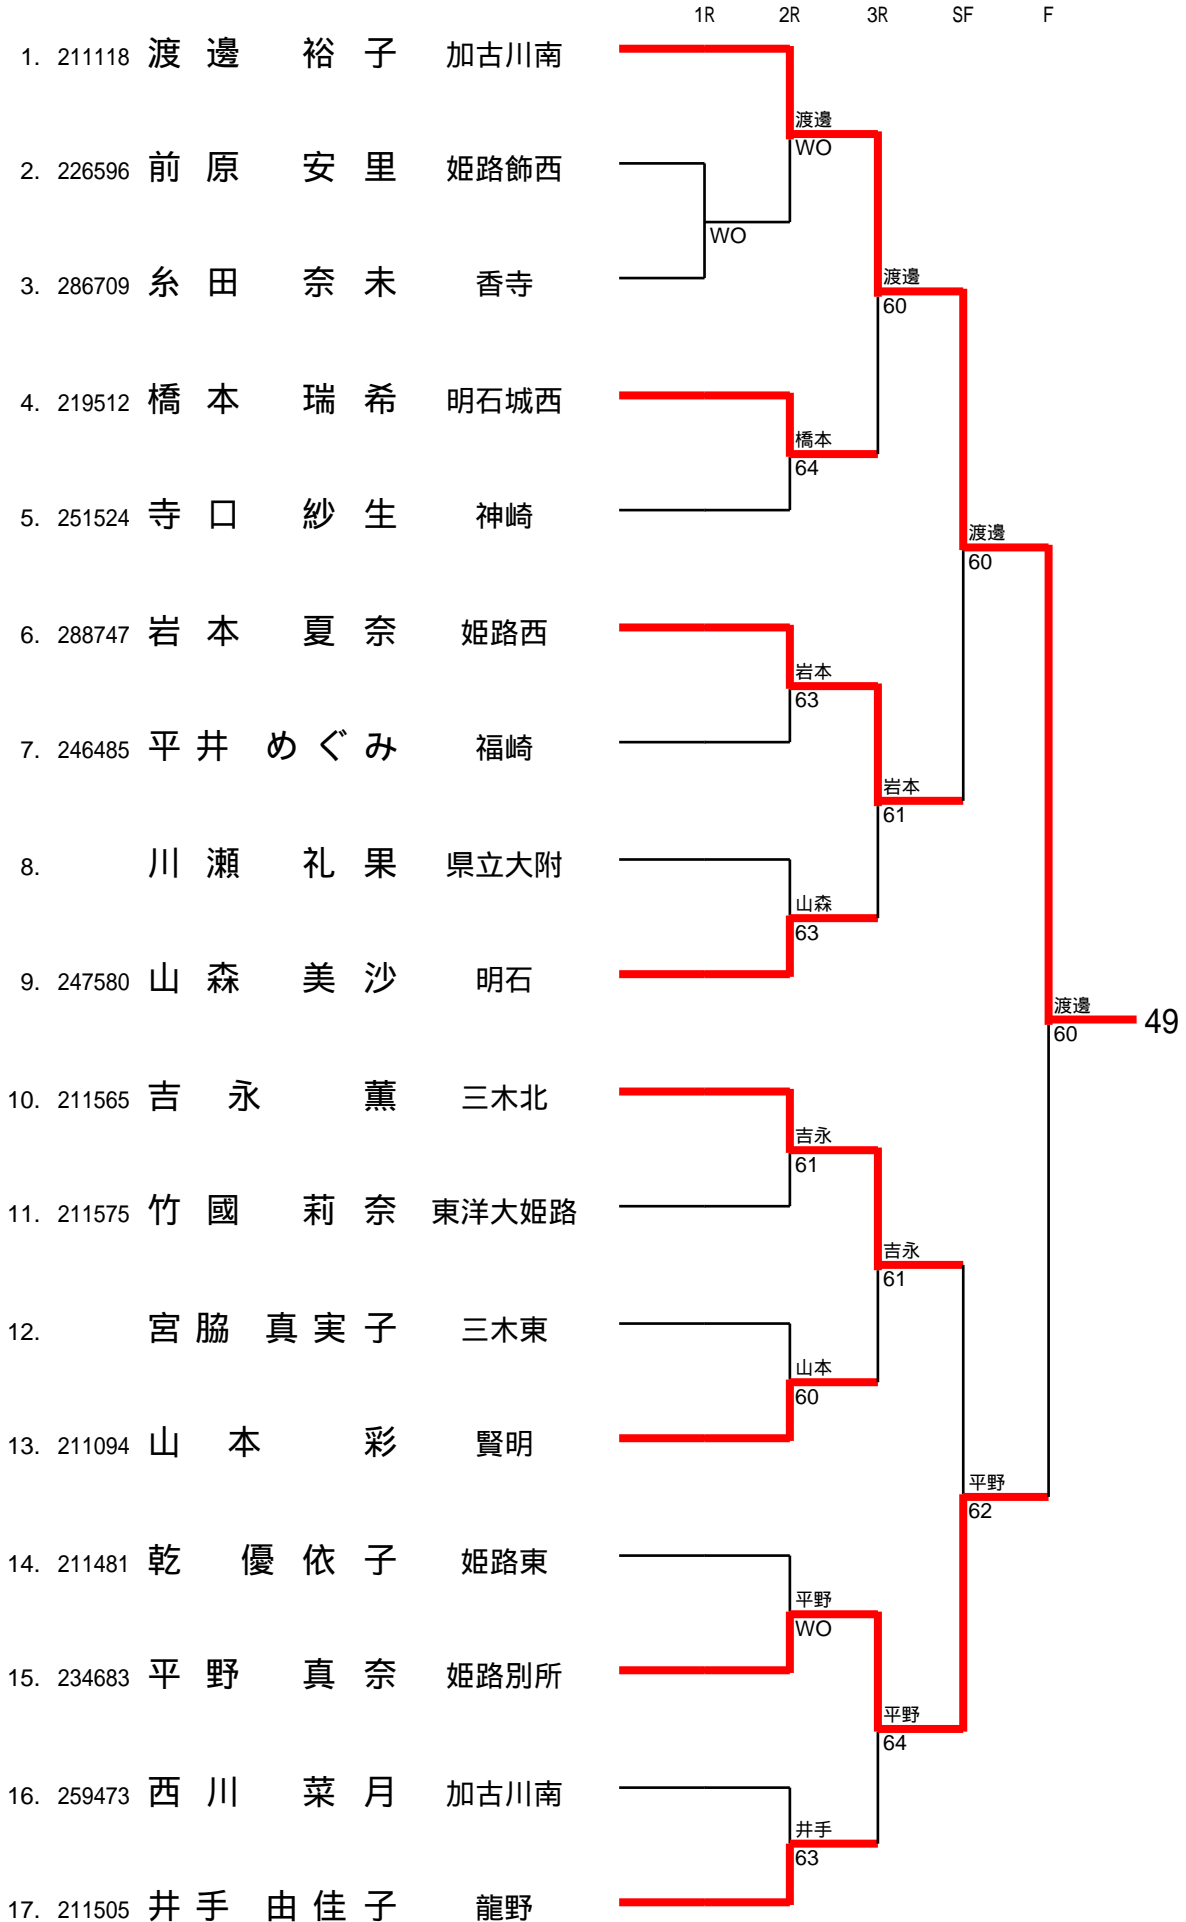 1R 2R 3R SF F
1. 211118 渡邊 裕子 加古川南
渡邊
WO
2. 226596 前原 安里 姫路飾西
WO
3. 286709 糸田 奈未 香寺
渡邊
60
4. 219512 橋本 瑞希 明石城西
橋本
64
5. 251524 寺口 紗生 神崎
渡邊
60
6. 288747 岩本 夏奈 姫路西
岩本
63
7. 246485 平井 めぐみ 福崎
岩本
61
8. 川瀬 礼果 県立大附
山森
63
9. 247580 山森 美沙 明石
渡邊
60
49
10. 211565 吉永 薫 三木北
吉永
61
11. 211575 竹國 莉奈 東洋大姫路
吉永
61
12. 宮脇 真実子 三木東
山本
60
13. 211094 山本 彩 賢明
平野
62
14. 211481 乾 優依子 姫路東
平野
WO
15. 234683 平野 真奈 姫路別所
平野
64
16. 259473 西川 菜月 加古川南
井手
63
17. 211505 井手 由佳子 龍野